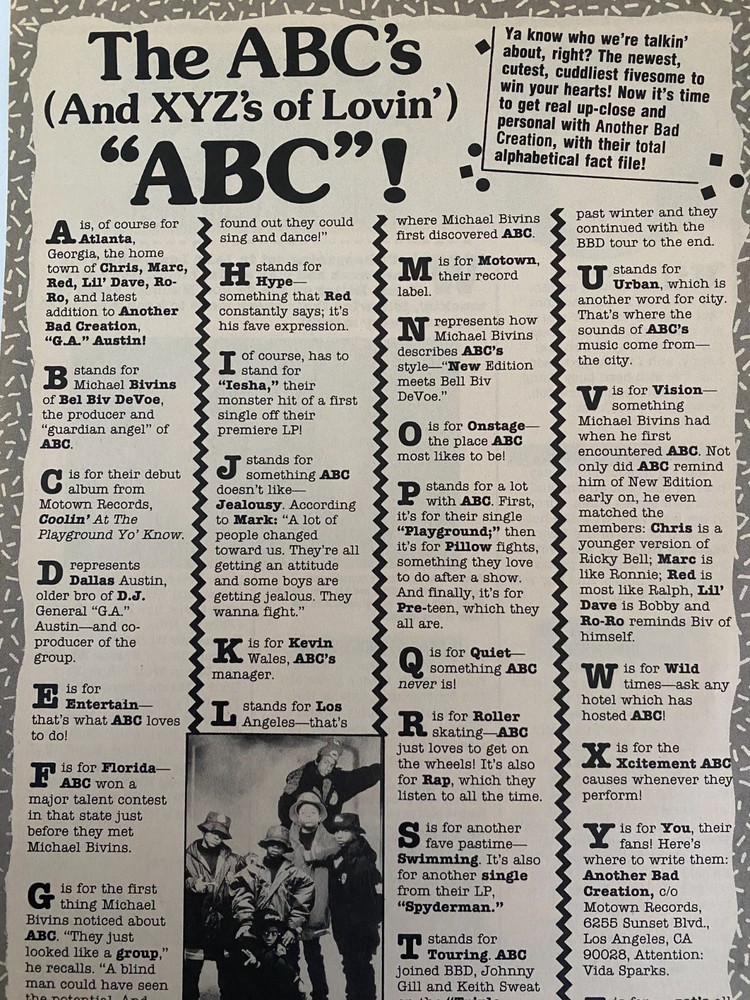 The ABC's
(And XYZ's of Lovin')
"ABC"!
Ya know who we're talkin'
about, right? The newest,
cutest, cuddliest fivesome to
win your hearts! Now it's time
to get real up-close and
personal with Another Bad
Creation, with their total
alphabetical fact file!
A is, of course for
Atlanta,
Georgia, the home
town of Chris, Marc,
Red, Lil' Dave, Ro-
Ro, and latest
addition to Another
Bad Creation,
"G.A." Austin!
B stands for
Michael Bivins
of Bel Biv DeVoe,
the producer and
"guardian angel" of
ABC.
C is for their debut
album from
Motown Records,
Coolin' At The
Playground Yo' Know.
D represents
Dallas Austin,
older bro of D.J.
General "G.A."
Austin—and co-
producer of the
group.
E is for
Entertain—
that's what ABC loves
to do!
F is for Florida—
ABC won a
major talent contest
in that state just
before they met
Michael Bivins.
G is for the first
thing Michael
Bivins noticed about
ABC. "They just
looked like a group,"
he recalls. "A blind
man could have seen
the potential. And
found out they could
sing and dance!"
H stands for
Hype—
something that Red
constantly says; it's
his fave expression.
I of course, has to
stand for
"Iesha," their
monster hit of a first
single off their
premiere LP!
J stands for
something ABC
doesn't like—
Jealousy. According
to Mark: "A lot of
people changed
toward us. They're all
getting an attitude
and some boys are
getting jealous. They
wanna fight."
K is for Kevin
Wales, ABC's
manager.
L stands for Los
Angeles—that's
where Michael Bivins
first discovered ABC.
M is for Motown,
their record
label.
N represents how
Michael Bivins
describes ABC's
style—"New Edition
meets Bell Biv
DeVoe."
O is for Onstage—
the place ABC
most likes to be!
P stands for a lot
with ABC. First,
it's for their single
"Playground;" then
it's for Pillow fights,
something they love
to do after a show.
And finally, it's for
Pre-teen, which they
all are.
Q is for Quiet—
something ABC
never is!
R is for Roller
skating—ABC
just loves to get on
the wheels! It's also
for Rap, which they
listen to all the time.
S is for another
fave pastime—
Swimming. It's also
for another single
from their LP,
"Spyderman."
T stands for
Touring. ABC
joined BBD, Johnny
Gill and Keith Sweat
on the "Triple
past winter and they
continued with the
BBD tour to the end.
U stands for
Urban, which is
another word for city.
That's where the
sounds of ABC's
music come from—
the city.
V is for Vision—
something
Michael Bivins had
when he first
encountered ABC. Not
only did ABC remind
him of New Edition
early on, he even
matched the
members: Chris is a
younger version of
Ricky Bell; Marc is
like Ronnie; Red is
most like Ralph, Lil'
Dave is Bobby and
Ro-Ro reminds Biv of
himself.
W is for Wild
times—ask any
hotel which has
hosted ABC!
X is for the
Xcitement ABC
causes whenever they
perform!
Y is for You, their
fans! Here's
where to write them:
Another Bad
Creation, c/o
Motown Records,
6255 Sunset Blvd.,
Los Angeles, CA
90028, Attention:
Vida Sparks.